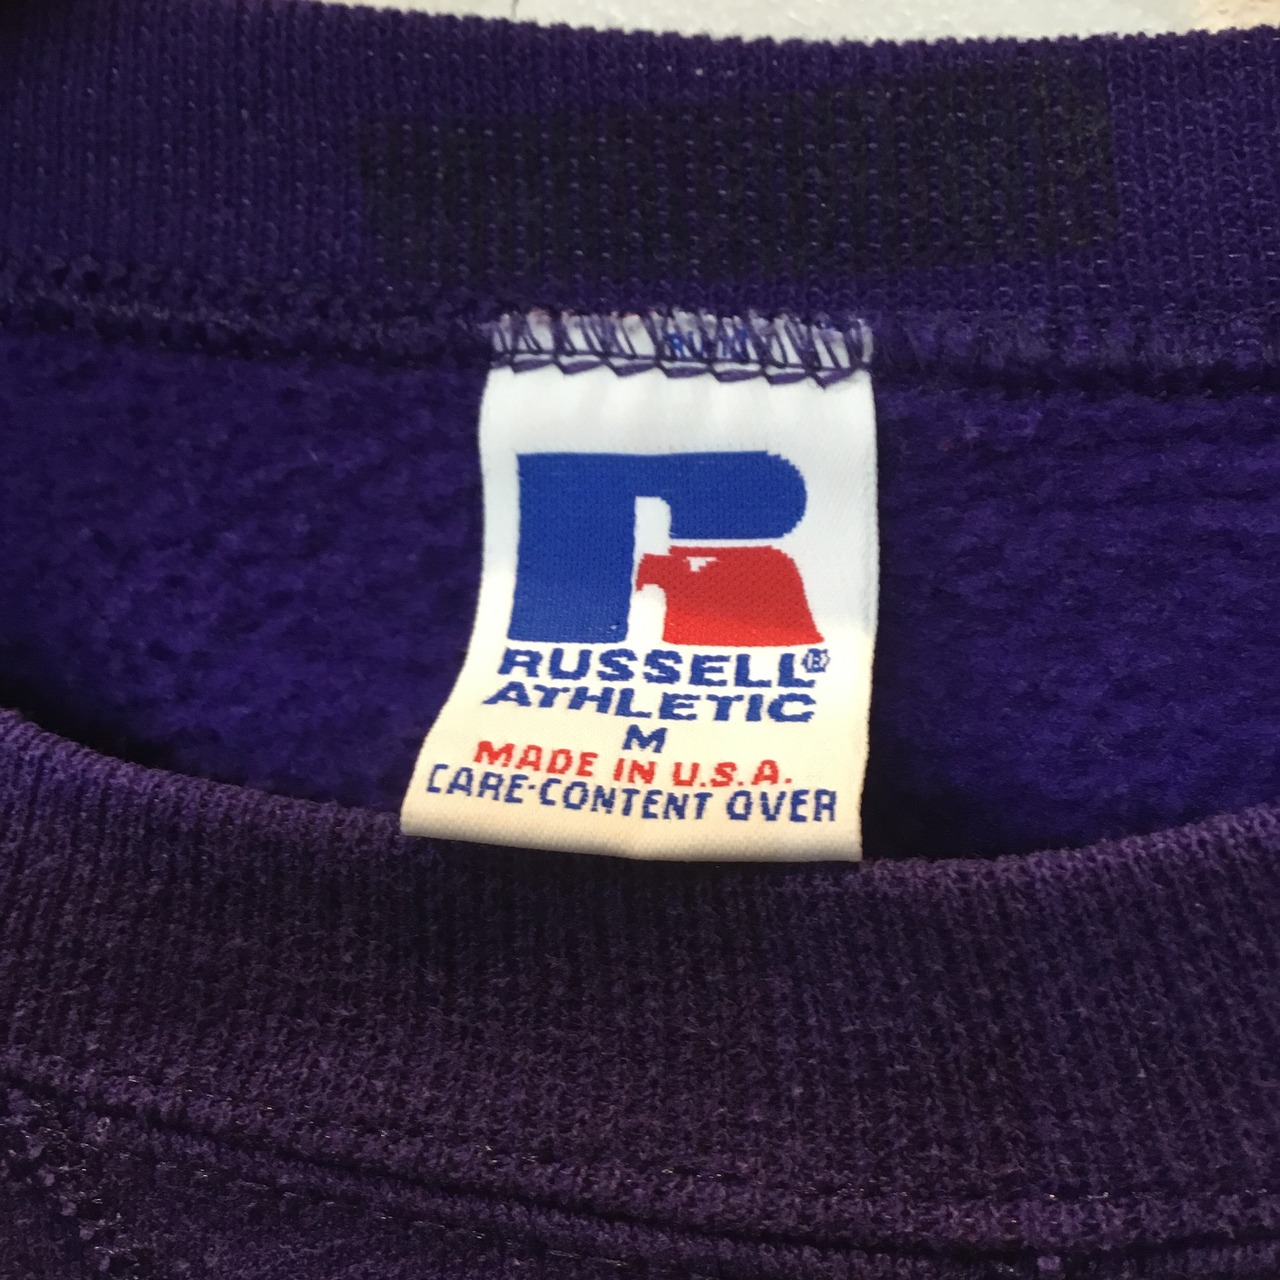 R
RUSSELL®
ATHLETIC
M
MADE IN U.S.A.
CARE-CONTENT OVER